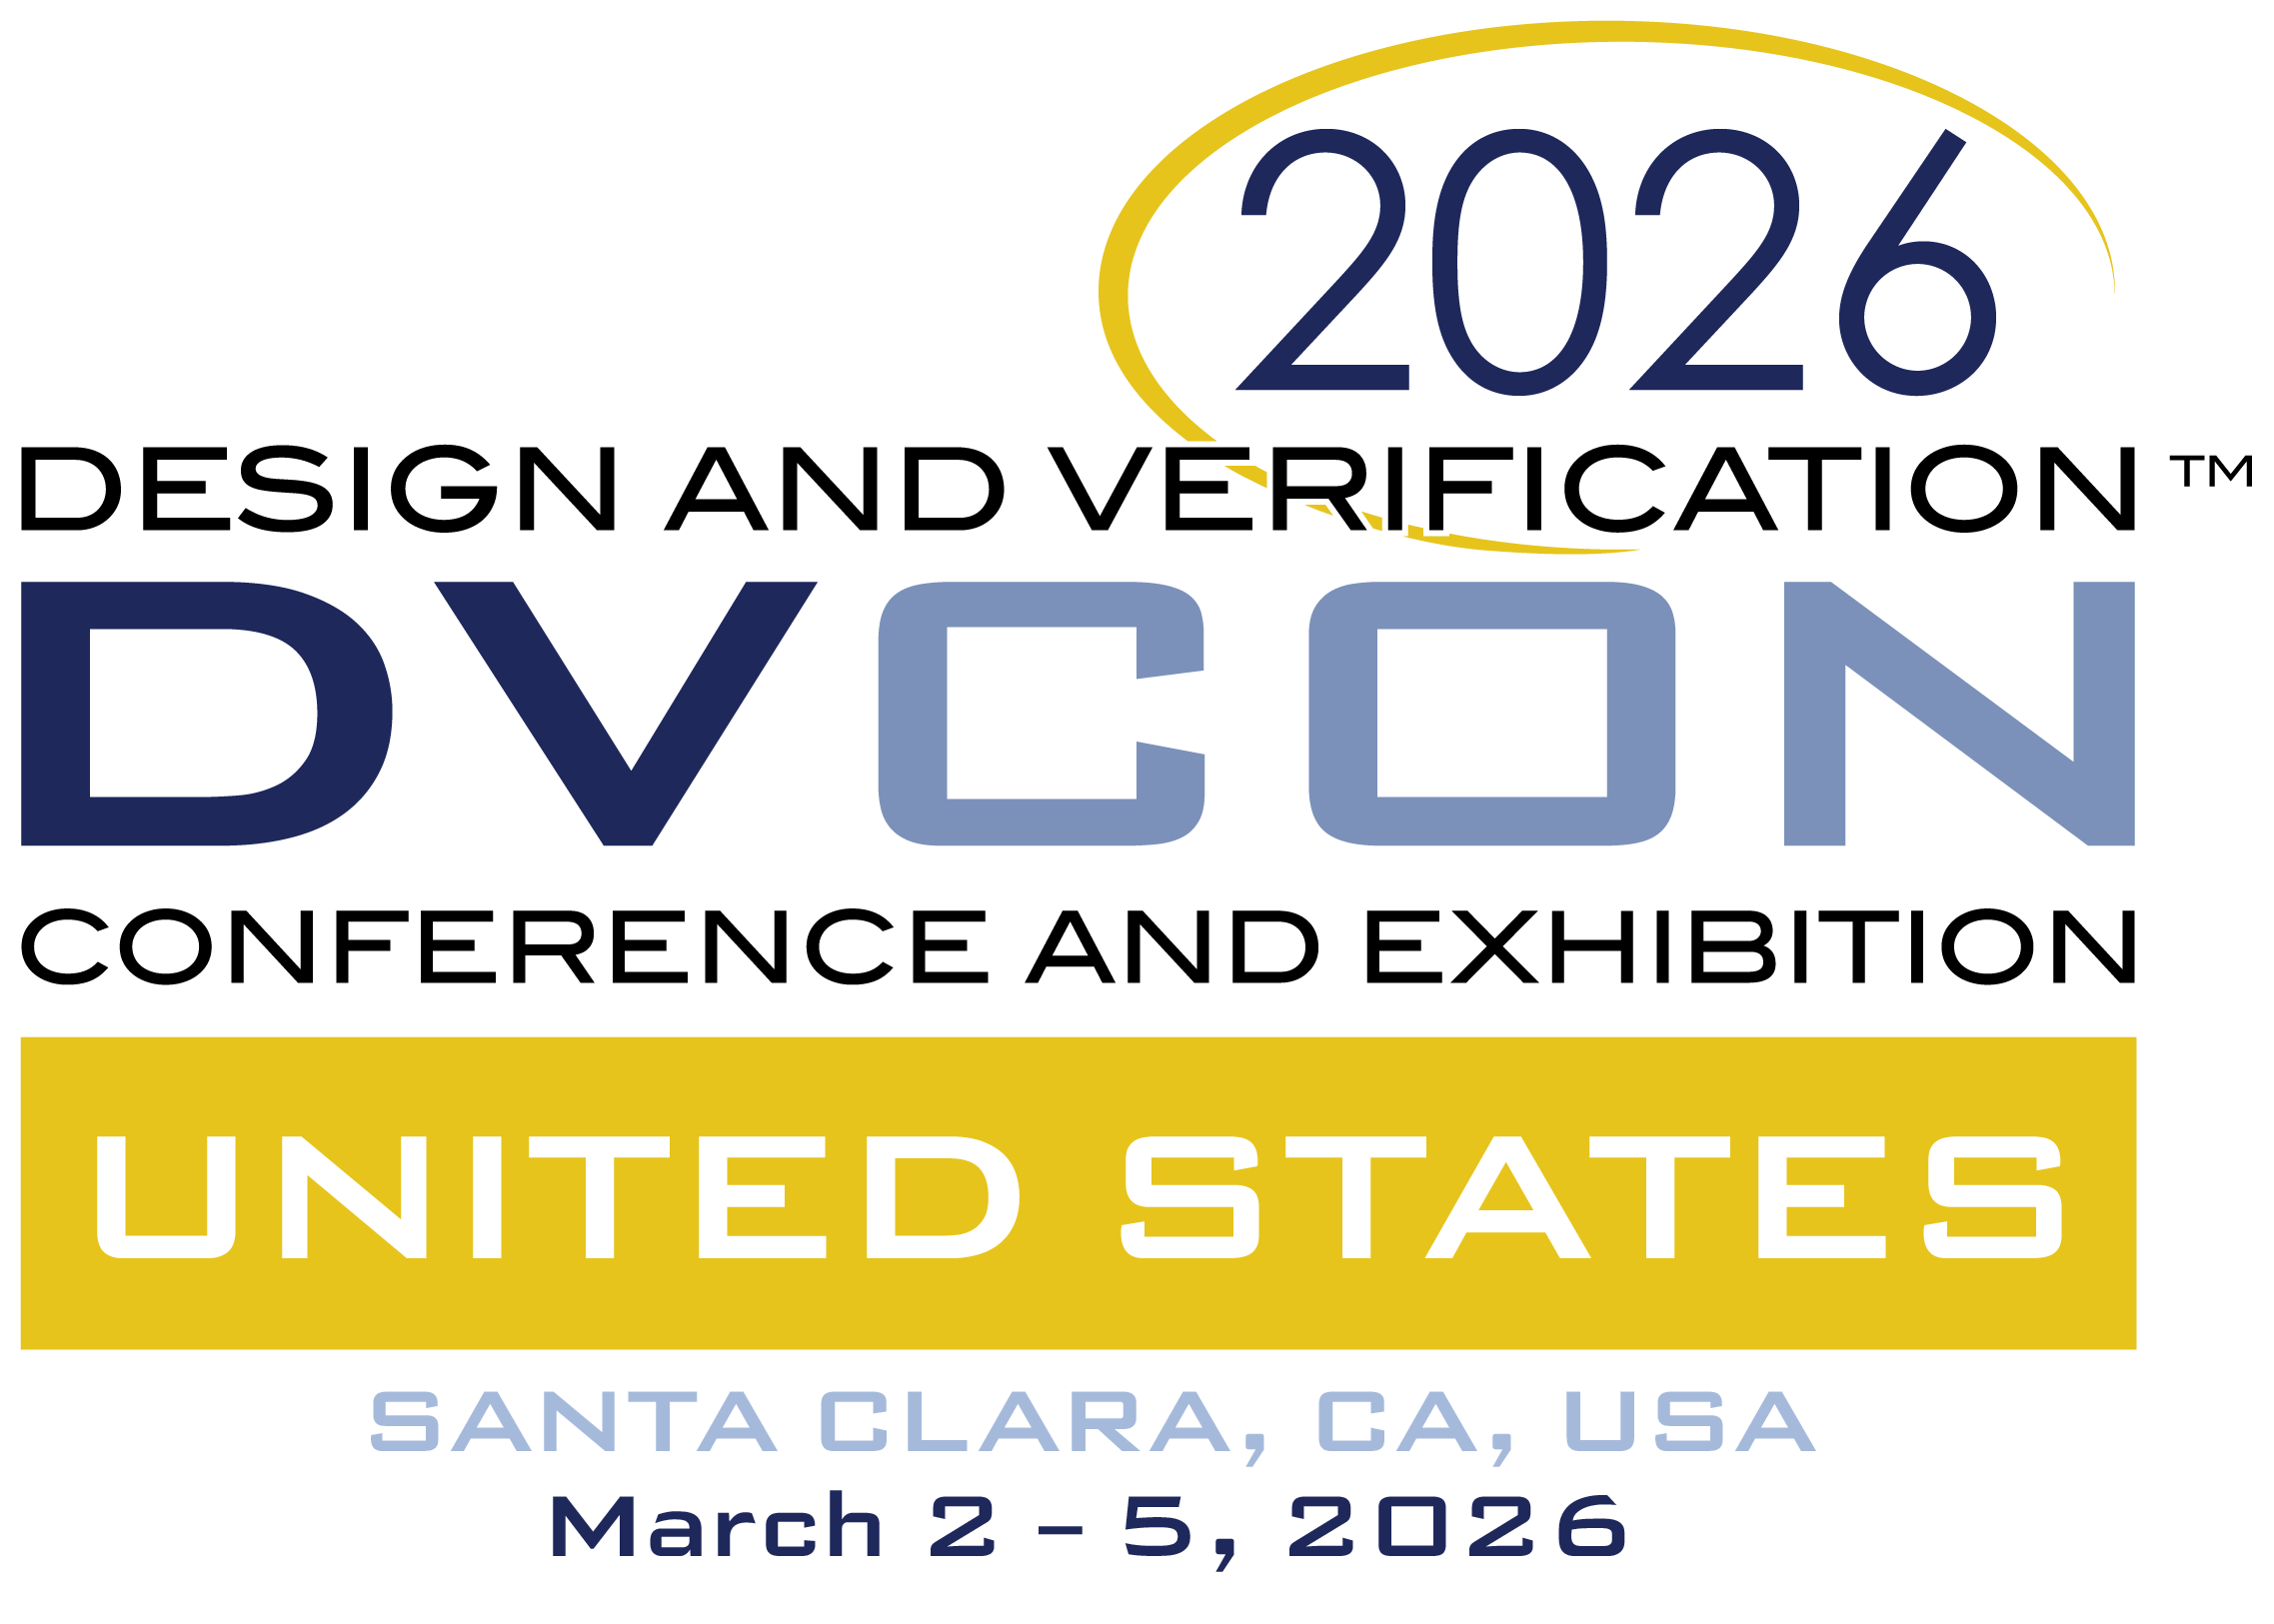 2026
DESIGN AND VERIFICATION™
DVCON
CONFERENCE AND EXHIBITION
UNITED STATES
SANTA CLARA, CA, USA
March 2 – 5, 2026